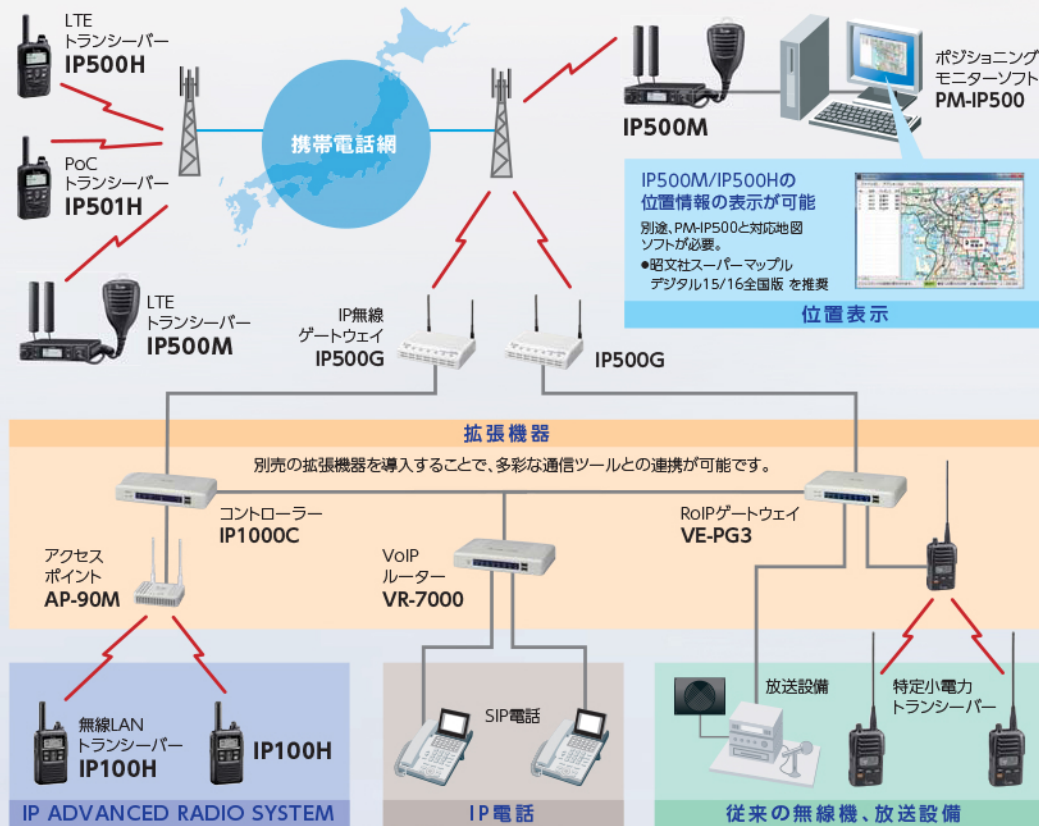 LTE
トランシーバー
IP500H
PoC
トランシーバー
IP501H
LTE
トランシーバー
IP500M
携帯電話網
IP500M
ポジショニング
モニターソフト
PM-IP500
IP500M/IP500Hの
位置情報の表示が可能
別途、PM-IP500と対応地図
ソフトが必要。
●昭文社スーパーマップル
デジタル15/16全国版 を推奨
位置表示
IP無線
ゲートウェイ
IP500G
IP500G
拡張機器
別売の拡張機器を導入することで、多彩な通信ツールとの連携が可能です。
コントローラー
IP1000C
RoIPゲートウェイ
VE-PG3
アクセス
ポイント
AP-90M
VoIP
ルーター
VR-7000
無線LAN
トランシーバー
IP100H
IP100H
IP ADVANCED RADIO SYSTEM
SIP電話
IP電話
放送設備
特定小電力
トランシーバー
従来の無線機、放送設備